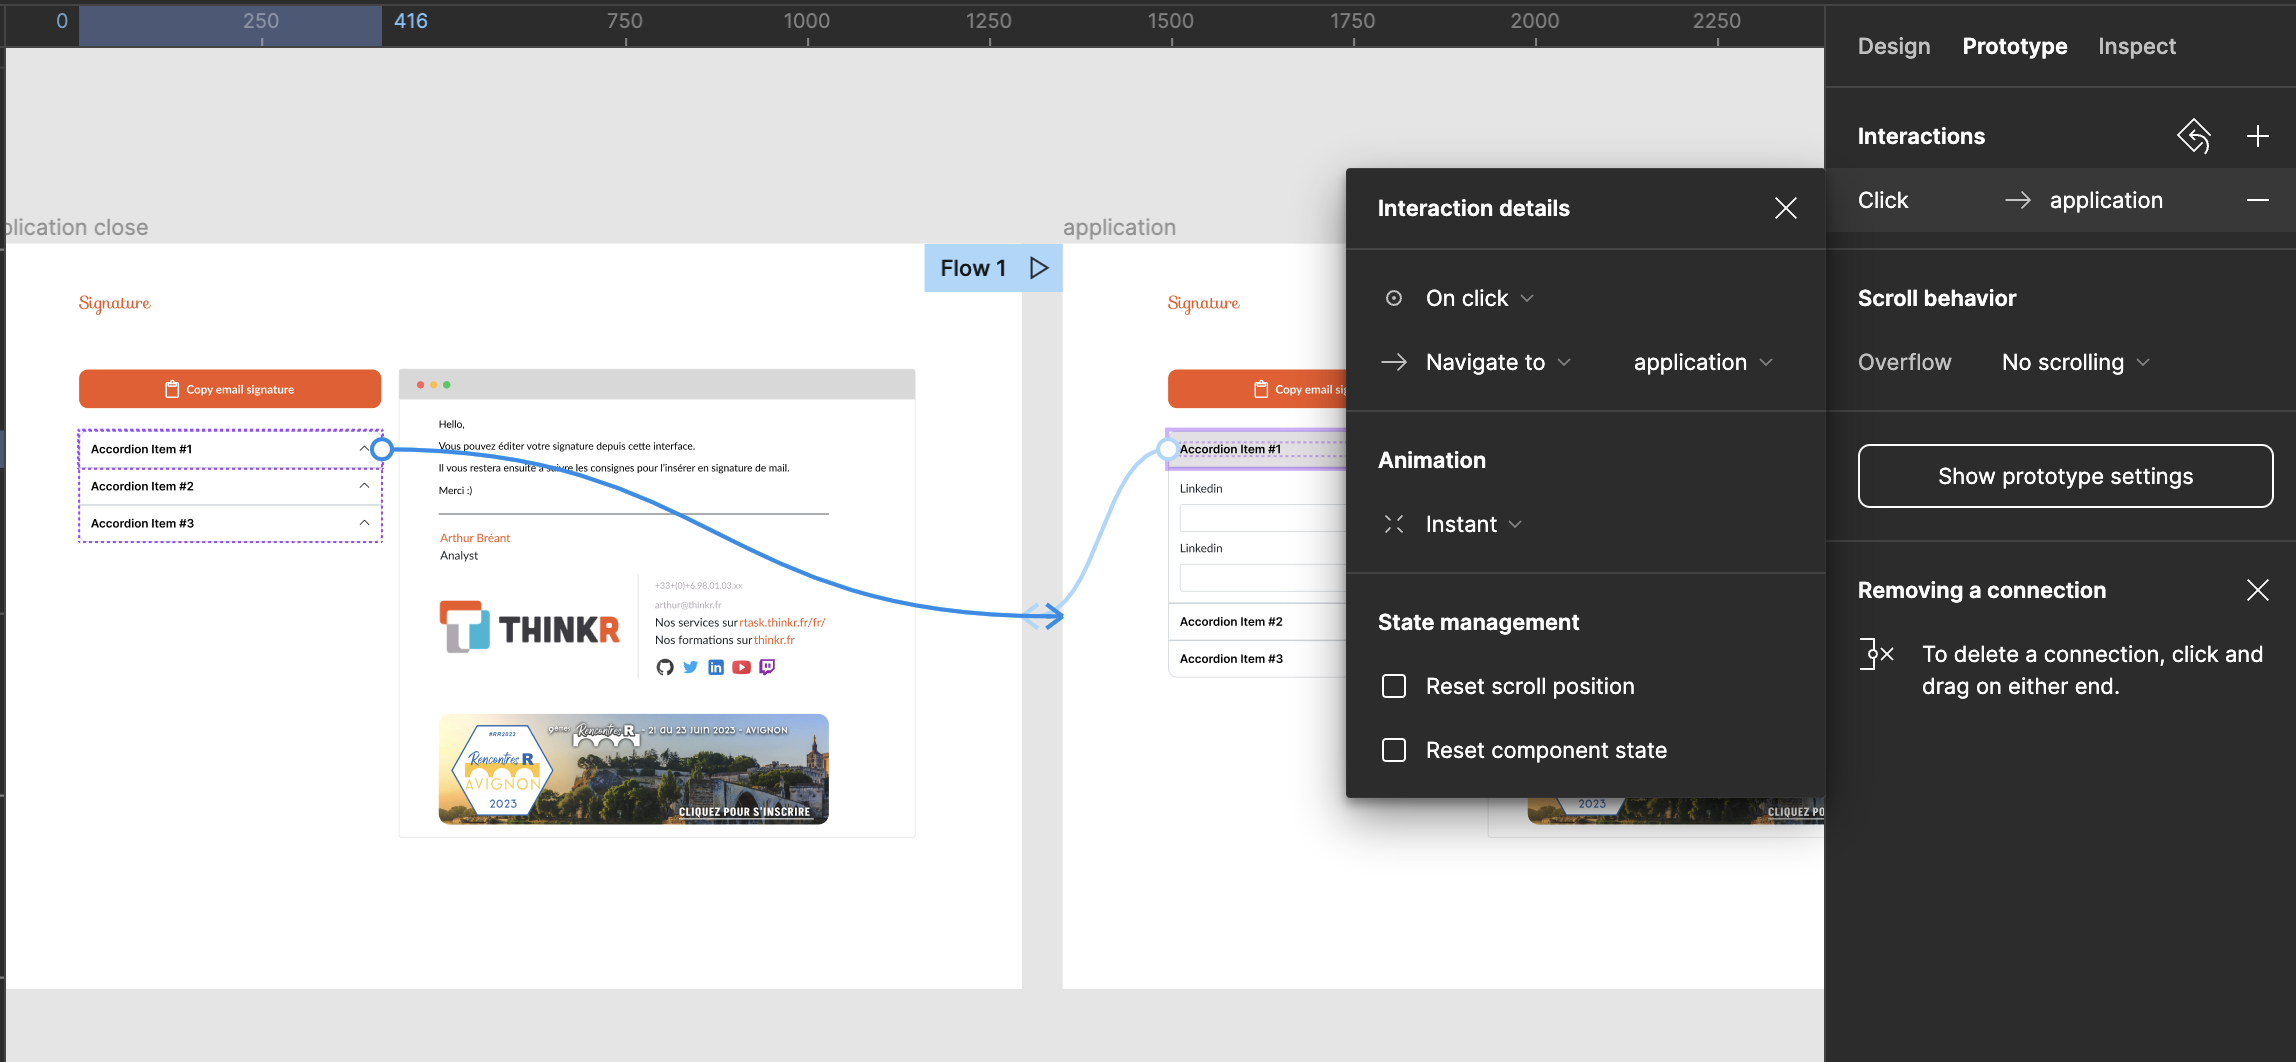 0 250 416 750 1000 1250 1500 1750 2000 2250
Design Prototype Inspect
Interactions
Click → application
Scroll behavior
Overflow No scrolling
Show prototype settings
Removing a connection
To delete a connection, click and
drag on either end.
plication close
Flow 1
Signature
Copy email signature
Accordion Item #1
Accordion Item #2
Accordion Item #3
Hello,
Vous pouvez éditer votre signature depuis cette interface.
Il vous restera ensuite à suivre les consignes pour l'insérer en signature de mail.
Merci :)
Arthur Bréant
Analyst
THINKR
+33+(0)+6.98.01.03.xx
arthur@thinkr.fr
Nos services sur rtask.thinkr.fr/fr/
Nos formations sur thinkr.fr
#RR2023
Rencontres R
AVIGNON
2023
9èmes Rencontres R - 21 au 23 juin 2023 - AVIGNON
CLIQUEZ POUR S'INSCRIRE
application
Signature
Copy email si
Accordion Item #1
Linkedin
Linkedin
Accordion Item #2
Accordion Item #3
2023
CLIQUEZ PO
Interaction details
On click
Navigate to application
Animation
Instant
State management
Reset scroll position
Reset component state